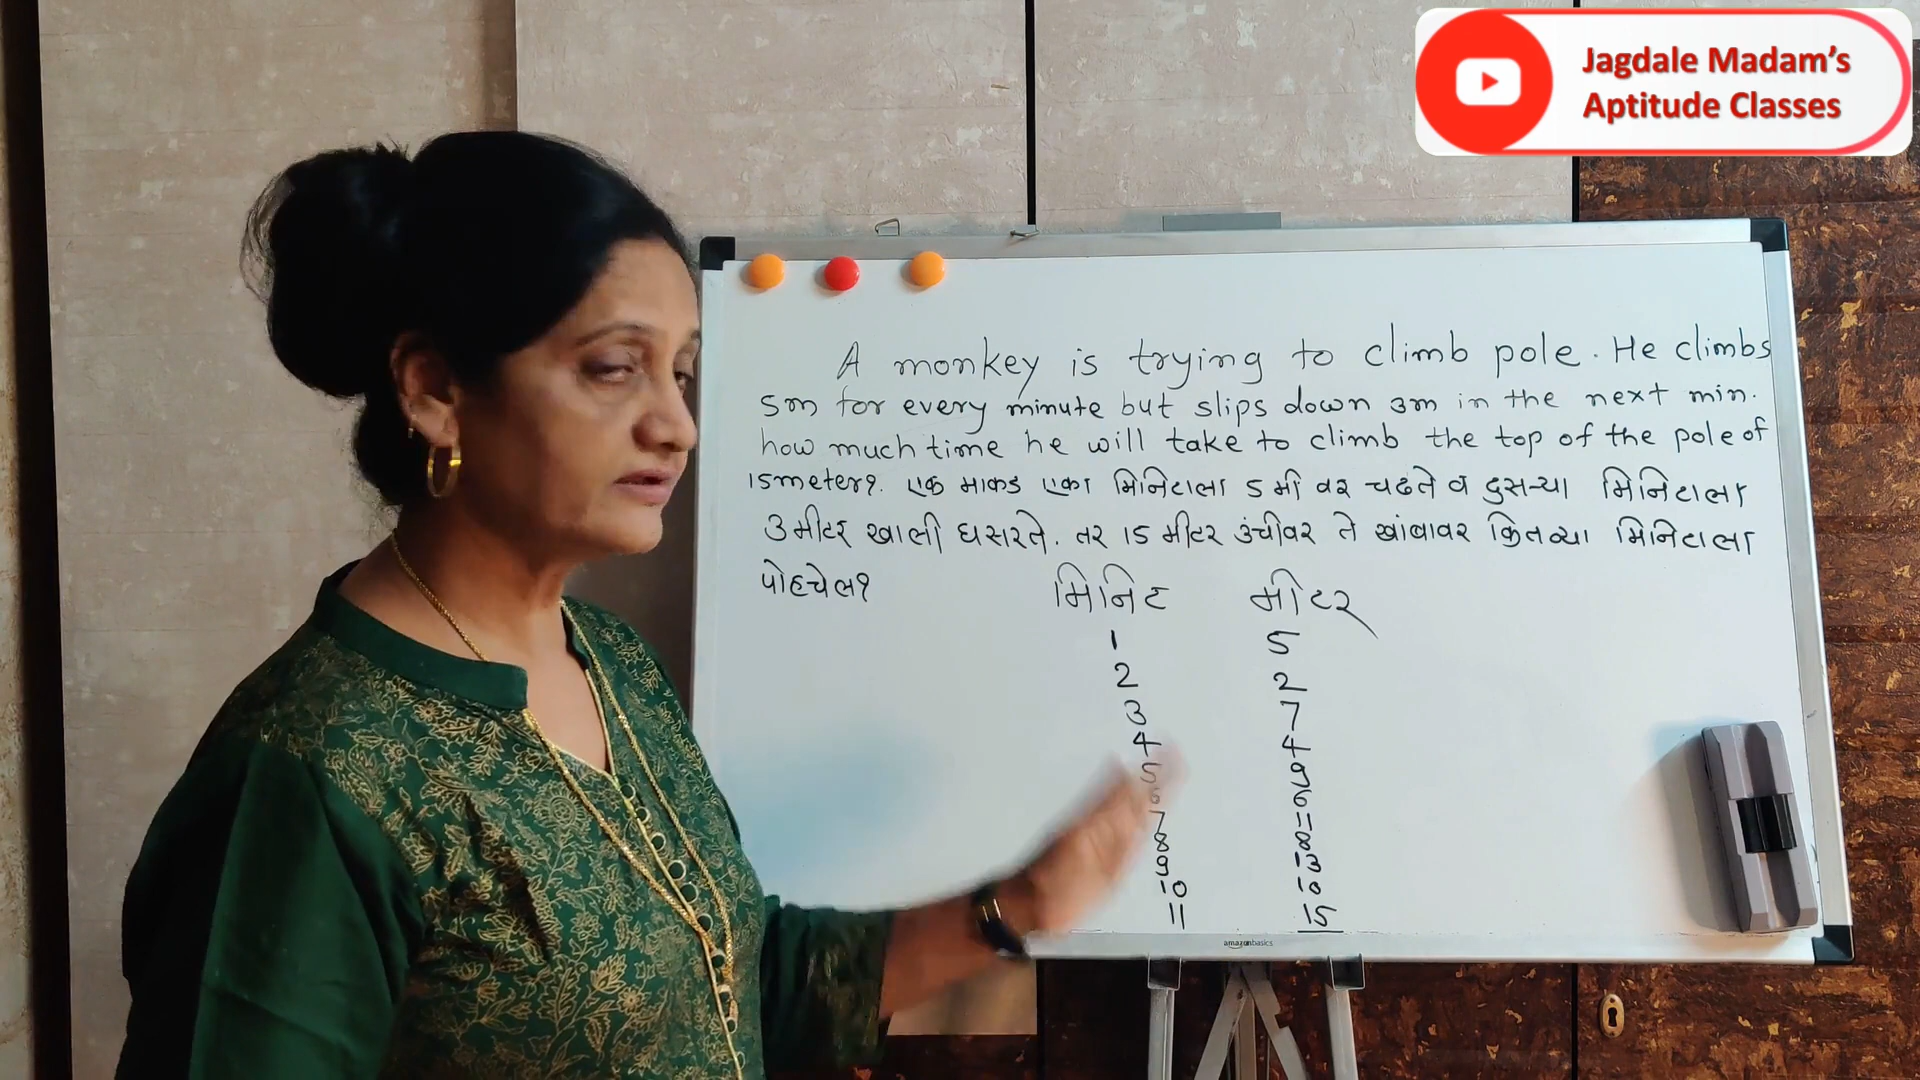 Jagdale Madam's
Aptitude Classes
A monkey is trying to climb pole. He climbs
5m for every minute but slips down 3m in the next min.
how much time he will take to climb the top of the pole of
15meter?. एक माकड एका मिनिटाला 5 मी वर चढते व दुसऱ्या मिनिटाला
3 मीटर खाली घसरते. तर 15 मीटर उंचीवर ते खांबावर कितव्या मिनिटाला
पोहचेल?
मिनिट मीटर
1 5
2 2
3 7
4 4
5 9
6 6
7 11
8 8
9 13
10 10
11 15
amazonbasics